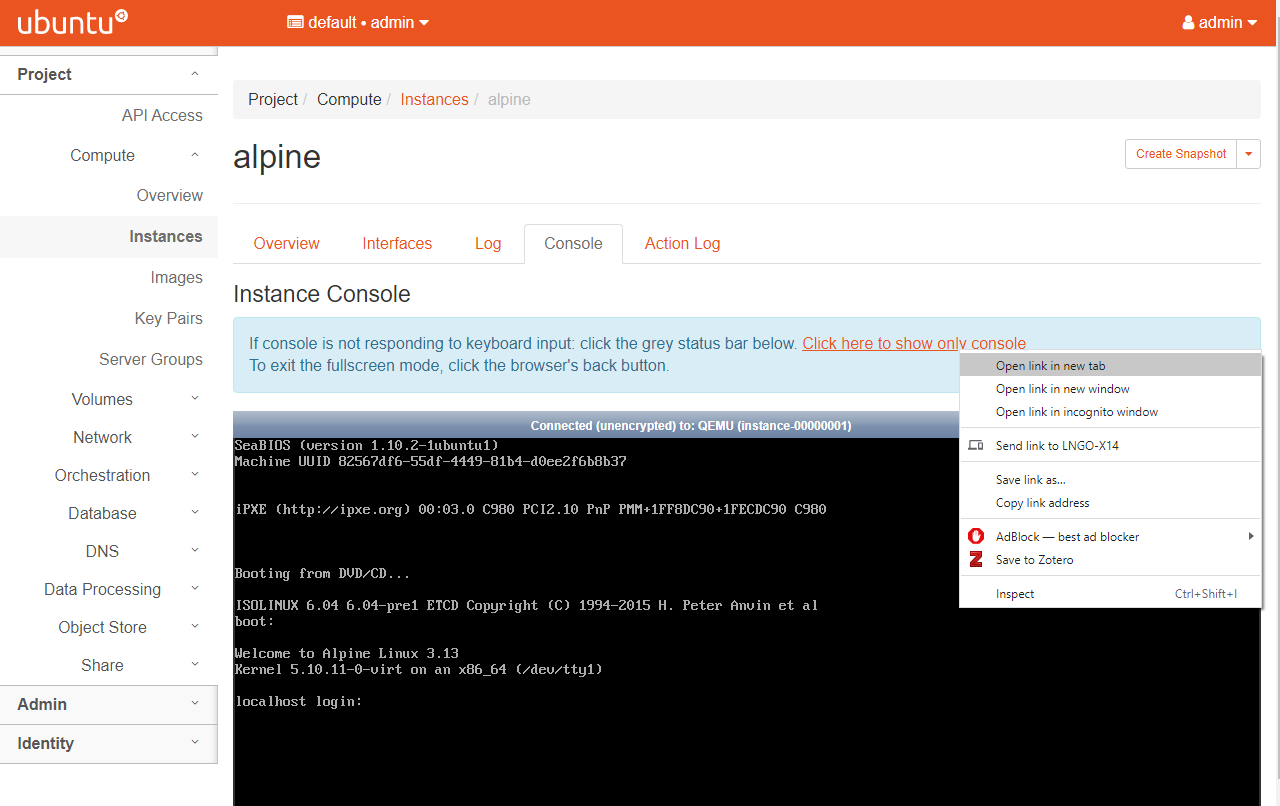 ubuntu
default • admin
admin
Project
API Access
Compute
Overview
Instances
Images
Key Pairs
Server Groups
Volumes
Network
Orchestration
Database
DNS
Data Processing
Object Store
Share
Admin
Identity
Project / Compute / Instances / alpine
alpine
Create Snapshot
Overview Interfaces Log Console Action Log
Instance Console
If console is not responding to keyboard input: click the grey status bar below. Click here to show only console
To exit the fullscreen mode, click the browser's back button.
Connected (unencrypted) to: QEMU (instance-00000001)
SeaBIOS (version 1.10.2-1ubuntu1)
Machine UUID 82567df6-55df-4449-81b4-d0ee2f6b8b37
iPXE (http://ipxe.org) 00:03.0 C980 PCI2.10 PnP PMM+1FF8DC90+1FECDC90 C980
Booting from DVD/CD...
ISOLINUX 6.04 6.04-pre1 ETCD Copyright (C) 1994-2015 H. Peter Anvin et al
boot:
Welcome to Alpine Linux 3.13
Kernel 5.10.11-0-virt on an x86_64 (/dev/tty1)
localhost login:
Open link in new tab
Open link in new window
Open link in incognito window
Send link to LNGO-X14
Save link as...
Copy link address
AdBlock — best ad blocker
Save to Zotero
Inspect Ctrl+Shift+I